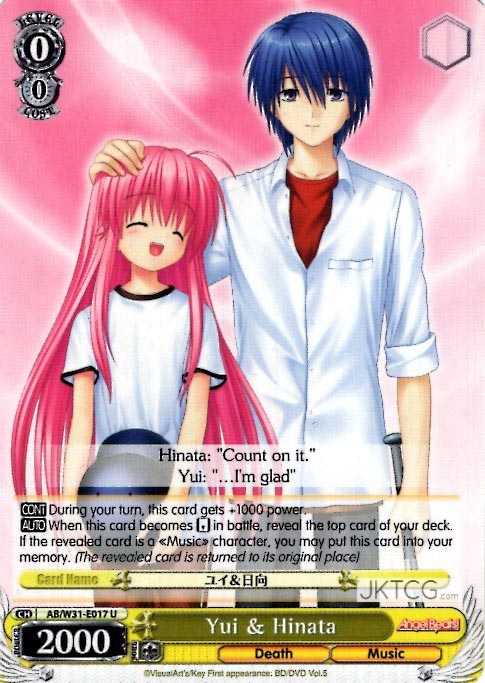 LEVEL
0
0
COST
Hinata: "Count on it."
Yui: "…I'm glad"
CONT During your turn, this card gets +1000 power.
AUTO When this card becomes [ ] in battle, reveal the top card of your deck.
If the revealed card is a «Music» character, you may put this card into your
memory. (The revealed card is returned to its original place)
Card Name ユイ&日向
JKTCG.com
CH AB/W31-E017 U
Yui & Hinata
Angel Beats!
POWER 2000
Death Music
©VisualArt's/Key First appearance: BD/DVD Vol.5